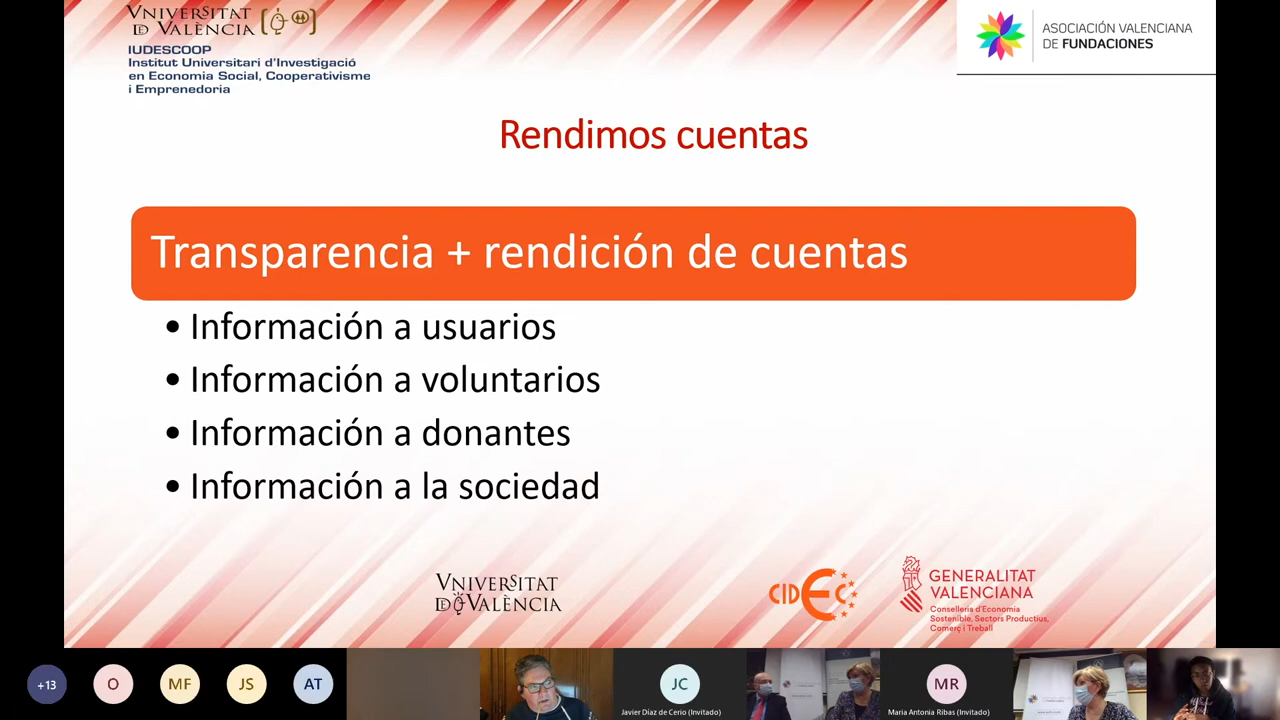 VNIVERSITAT
DE VALÈNCIA
IUDESCOOP
Institut Universitari d'Investigació
en Economia Social, Cooperativisme
i Emprenedoria
ASOCIACIÓN VALENCIANA
DE FUNDACIONES
Rendimos cuentas
Transparencia + rendición de cuentas
• Información a usuarios
• Información a voluntarios
• Información a donantes
• Información a la sociedad
VNIVERSITAT
DE VALÈNCIA
CIDEC
GENERALITAT
VALENCIANA
Conselleria d'Economia
Sostenible, Sectors Productius,
Comerç i Treball
+13
O
MF
JS
AT
JC
Javier Díaz de Cerio (Invitado)
MR
Maria Antonia Ribas (Invitado)